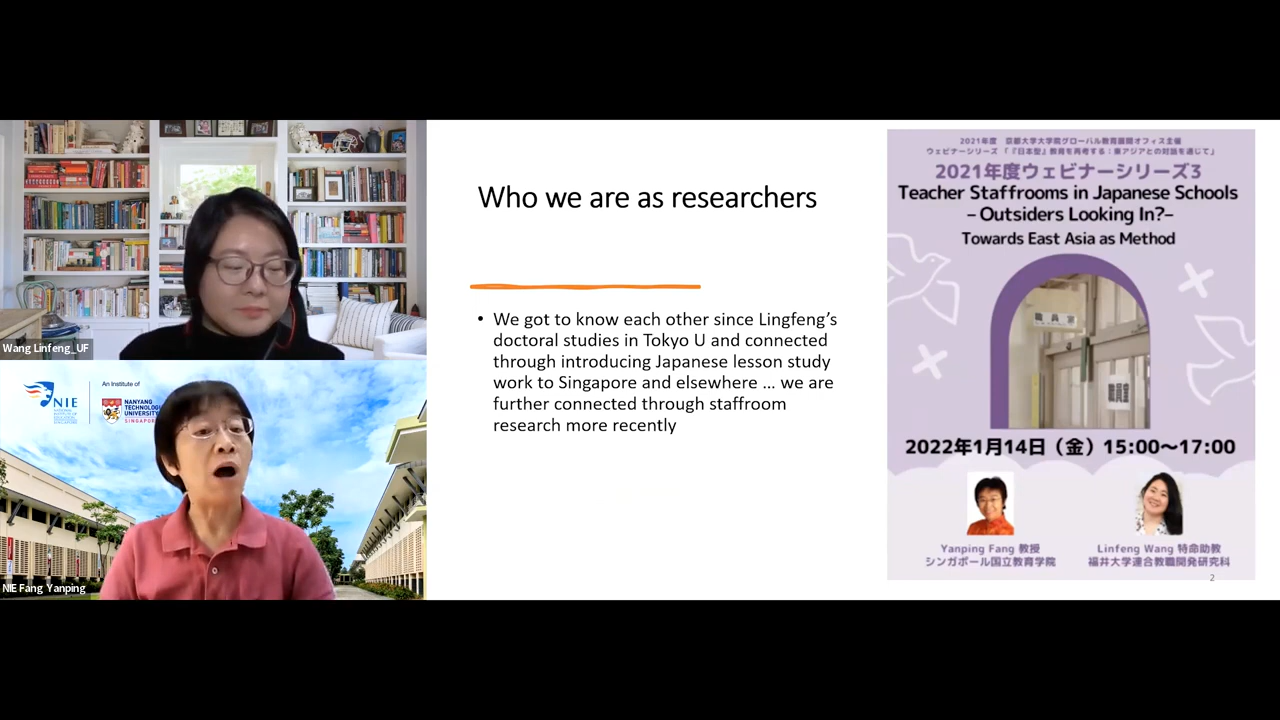 Wang Linfeng_UF
NIE
NATIONAL
INSTITUTE OF
EDUCATION
SINGAPORE
An Institute of
NANYANG
TECHNOLOGICAL
UNIVERSITY
SINGAPORE
NIE Fang Yanping
Who we are as researchers
• We got to know each other since Lingfeng's
doctoral studies in Tokyo U and connected
through introducing Japanese lesson study
work to Singapore and elsewhere … we are
further connected through staffroom
research more recently
2021年度 京都大学大学院グローバル教育展開オフィス主催
ウェビナーシリーズ「『日本型』教育を再考する：東アジアとの対話を通じて」
2021年度ウェビナーシリーズ3
Teacher Staffrooms in Japanese Schools
– Outsiders Looking In?–
Towards East Asia as Method
職員室
職員室
2022年1月14日（金）15:00〜17:00
Yanping Fang 教授
シンガポール国立教育学院
Linfeng Wang 特命助教
福井大学連合教職開発研究科
2